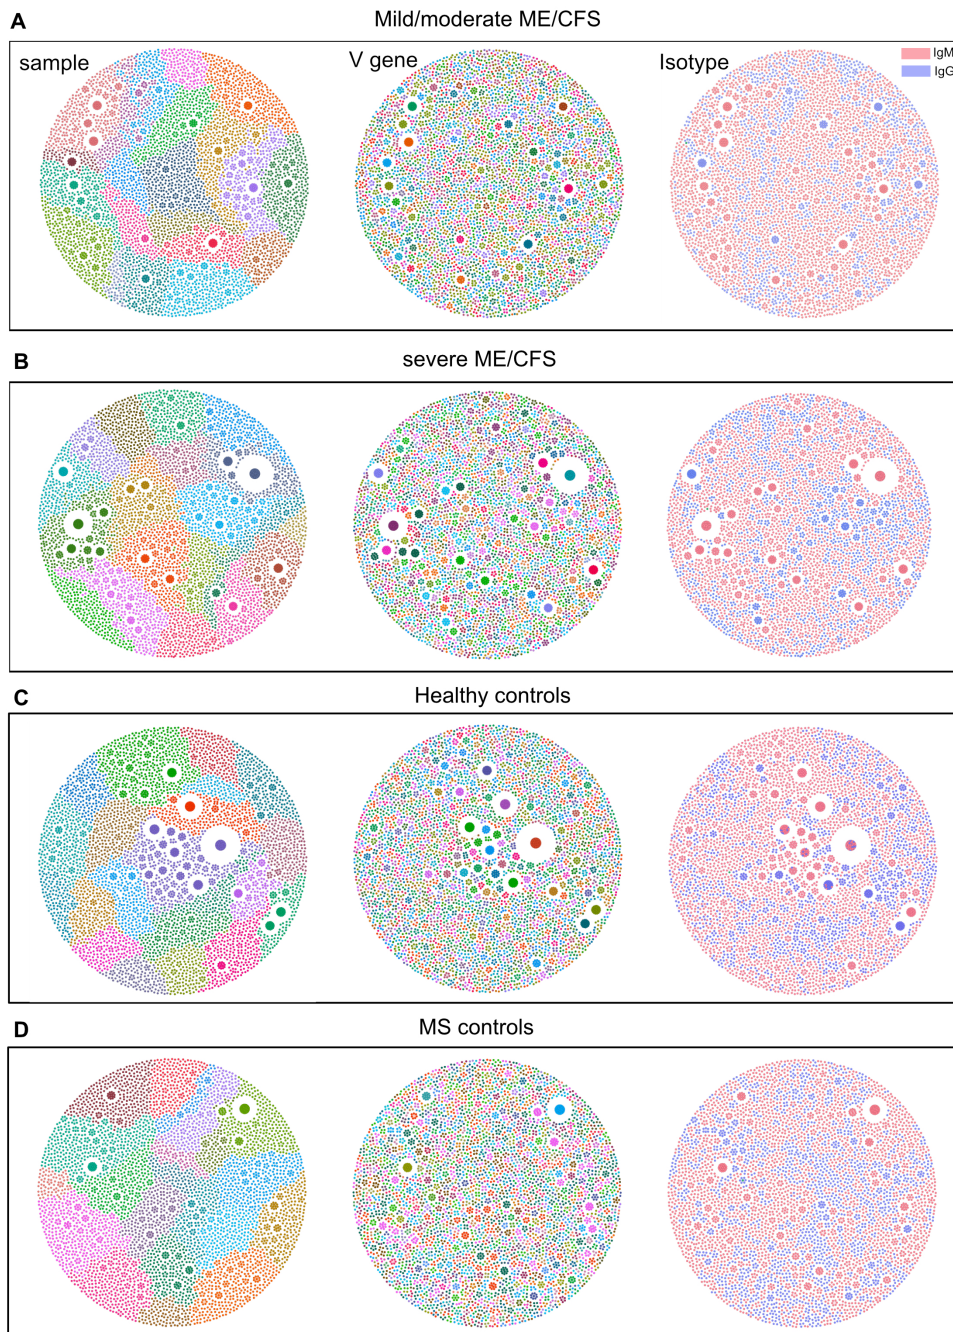 A
Mild/moderate ME/CFS
sample
V gene
Isotype
IgM
IgG
B
severe ME/CFS
C
Healthy controls
D
MS controls